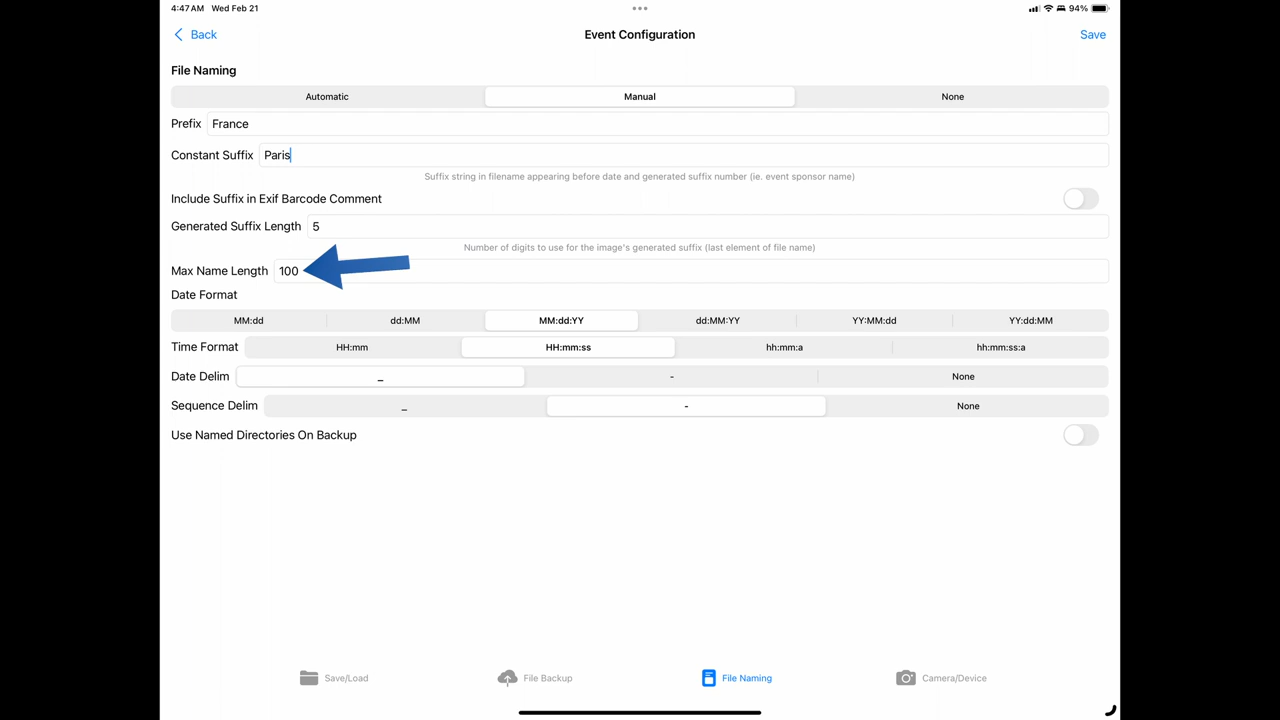 4:47 AM Wed Feb 21 94%
Back Event Configuration Save
File Naming
Automatic Manual None
Prefix France
Constant Suffix Paris
Suffix string in filename appearing before date and generated suffix number (ie. event sponsor name)
Include Suffix in Exif Barcode Comment
Generated Suffix Length 5
Number of digits to use for the image's generated suffix (last element of file name)
Max Name Length 100
Date Format
MM:dd dd:MM MM:dd:YY dd:MM:YY YY:MM:dd YY:dd:MM
Time Format HH:mm HH:mm:ss hh:mm:a hh:mm:ss:a
Date Delim _ - None
Sequence Delim _ - None
Use Named Directories On Backup
Save/Load File Backup File Naming Camera/Device